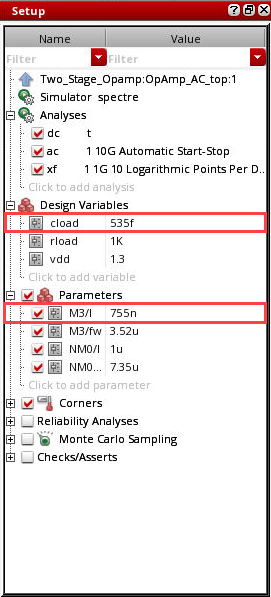 Setup
Name Value
Filter Filter
Two_Stage_Opamp:OpAmp_AC_top:1
Simulator spectre
Analyses
dc t
ac 1 10G Automatic Start-Stop
xf 1 1G 10 Logarithmic Points Per D...
Click to add analysis
Design Variables
cload 535f
rload 1K
vdd 1.3
Click to add variable
Parameters
M3/l 755n
M3/fw 3.52u
NM0/l 1u
NM0... 7.35u
Click to add parameter
Corners
Reliability Analyses
Monte Carlo Sampling
Checks/Asserts